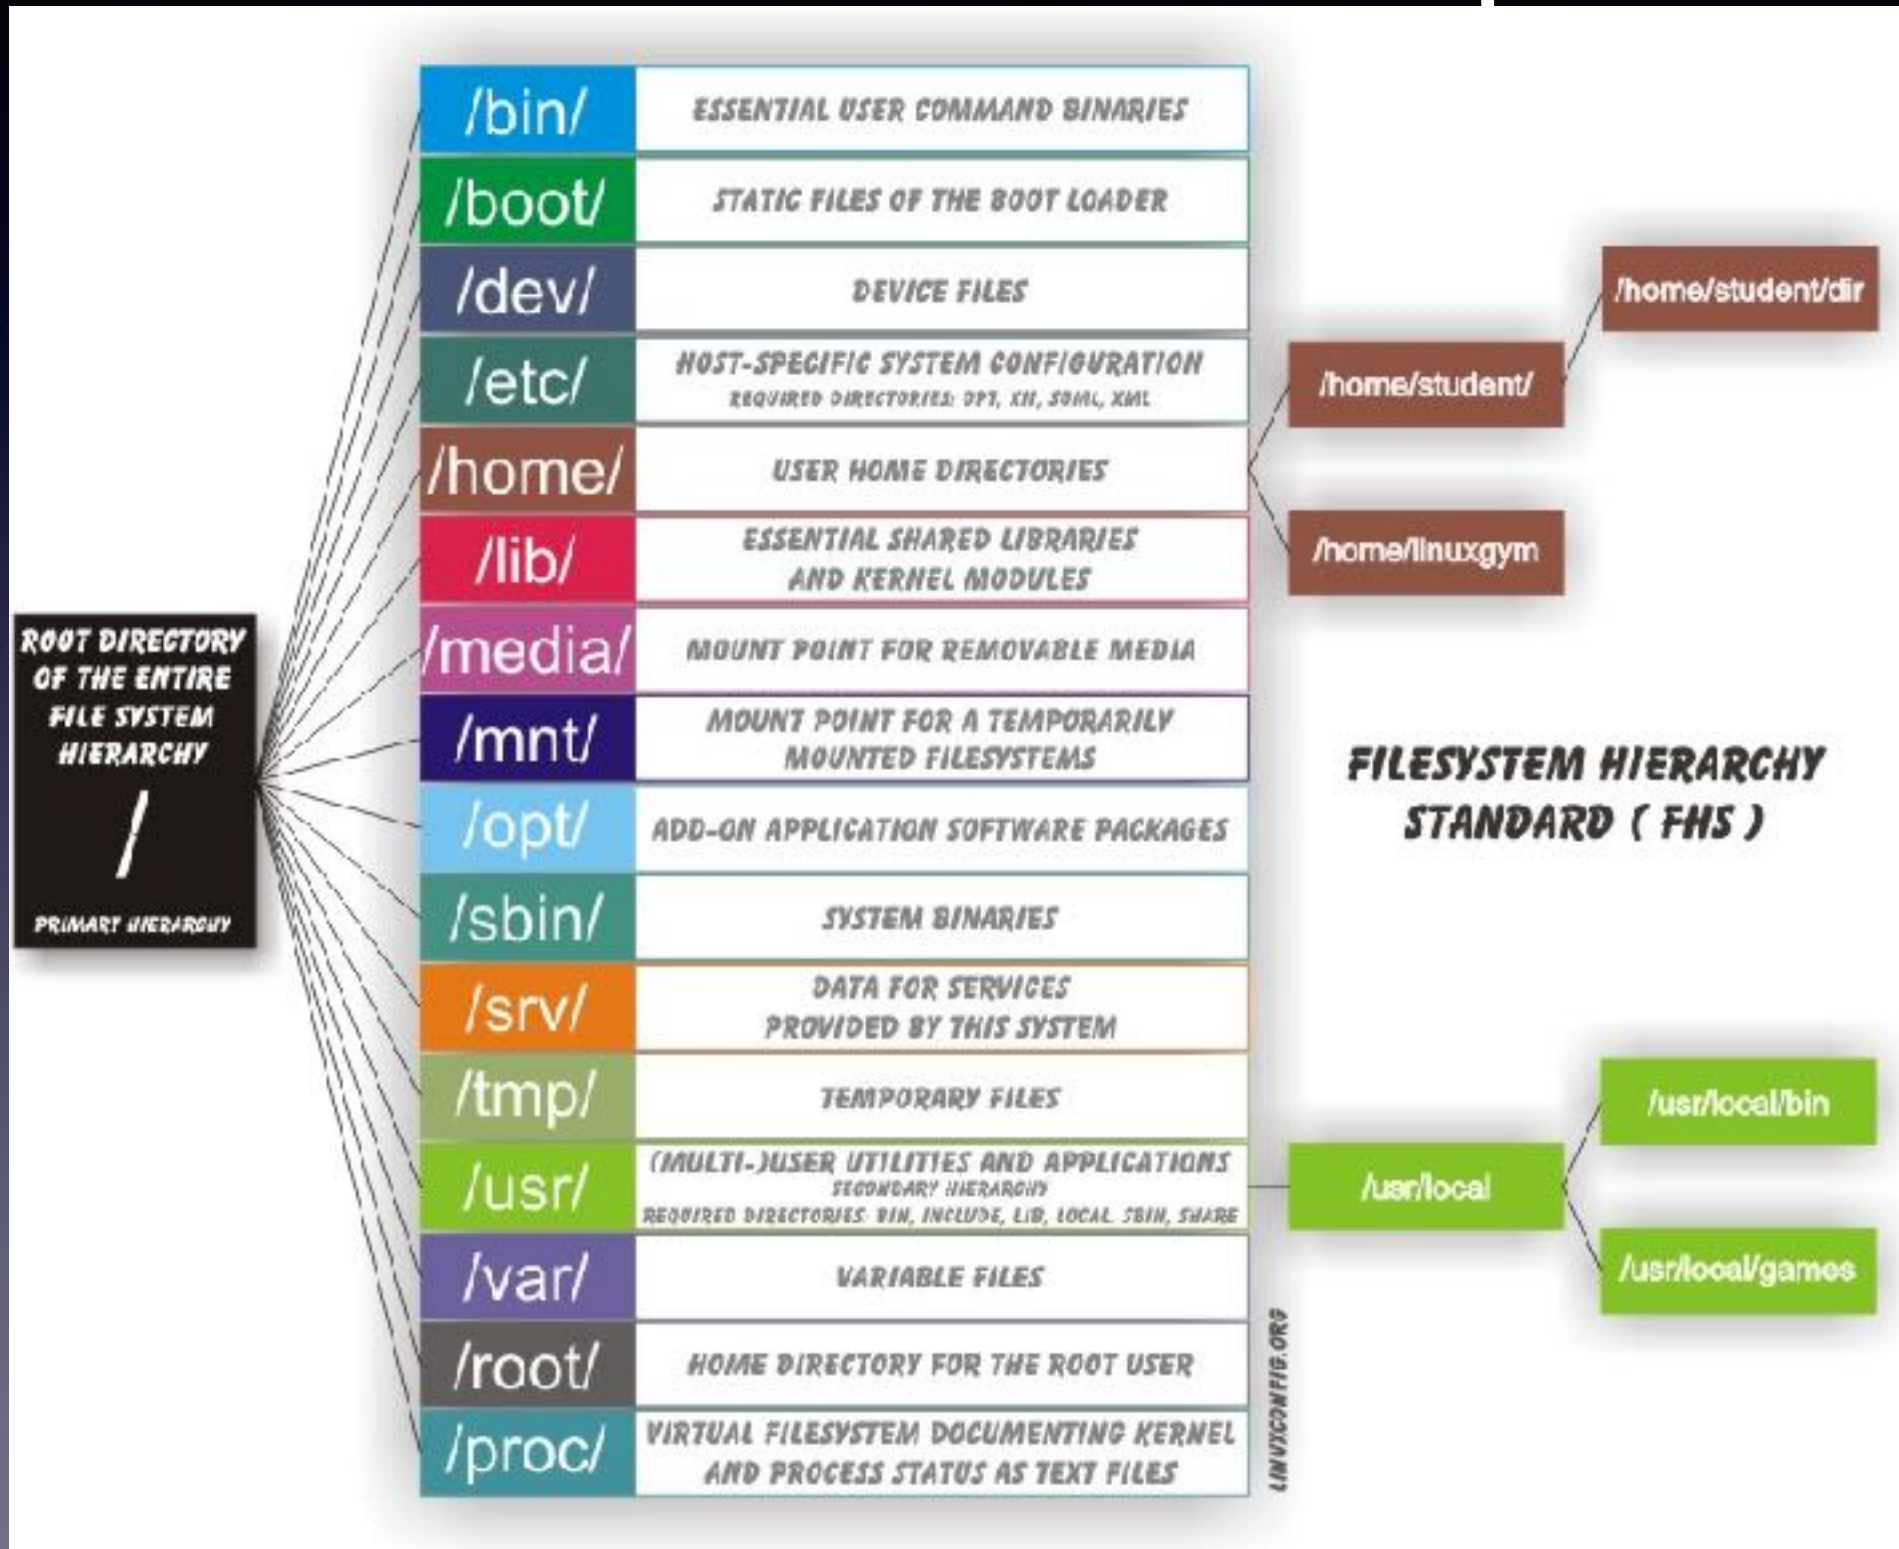 ROOT DIRECTORY
OF THE ENTIRE
FILE SYSTEM
HIERARCHY
/
PRIMARY HIERARCHY
/bin/
ESSENTIAL USER COMMAND BINARIES
/boot/
STATIC FILES OF THE BOOT LOADER
/dev/
DEVICE FILES
/etc/
HOST-SPECIFIC SYSTEM CONFIGURATION
REQUIRED DIRECTORIES: OPT, X11, SGML, XML
/home/
USER HOME DIRECTORIES
/lib/
ESSENTIAL SHARED LIBRARIES
AND KERNEL MODULES
/media/
MOUNT POINT FOR REMOVABLE MEDIA
/mnt/
MOUNT POINT FOR A TEMPORARILY
MOUNTED FILESYSTEMS
/opt/
ADD-ON APPLICATION SOFTWARE PACKAGES
/sbin/
SYSTEM BINARIES
/srv/
DATA FOR SERVICES
PROVIDED BY THIS SYSTEM
/tmp/
TEMPORARY FILES
/usr/
(MULTI-)USER UTILITIES AND APPLICATIONS
SECONDARY HIERARCHY
REQUIRED DIRECTORIES: BIN, INCLUDE, LIB, LOCAL, SBIN, SHARE
/var/
VARIABLE FILES
/root/
HOME DIRECTORY FOR THE ROOT USER
/proc/
VIRTUAL FILESYSTEM DOCUMENTING KERNEL
AND PROCESS STATUS AS TEXT FILES
/home/student/
/home/student/dir
/home/linuxgym
FILESYSTEM HIERARCHY
STANDARD ( FHS )
/usr/local
/usr/local/bin
/usr/local/games
LINUXCONFIG.ORG